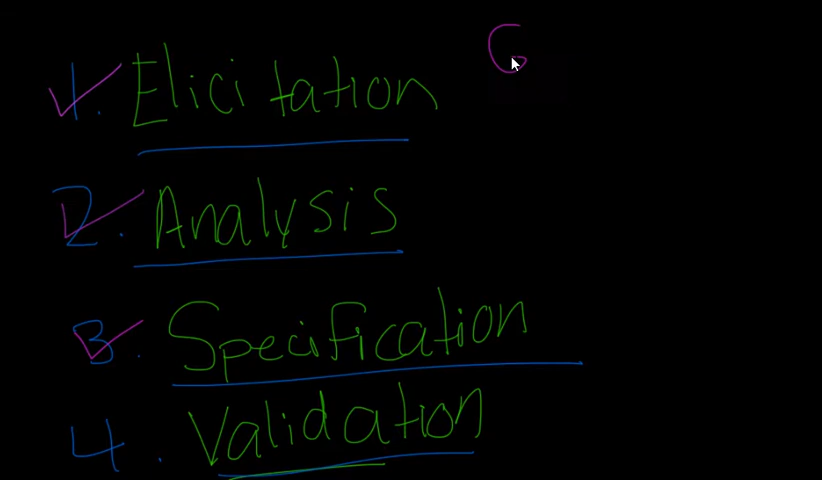 1. Elicitation
G
2. Analysis
3. Specification
4. Validation